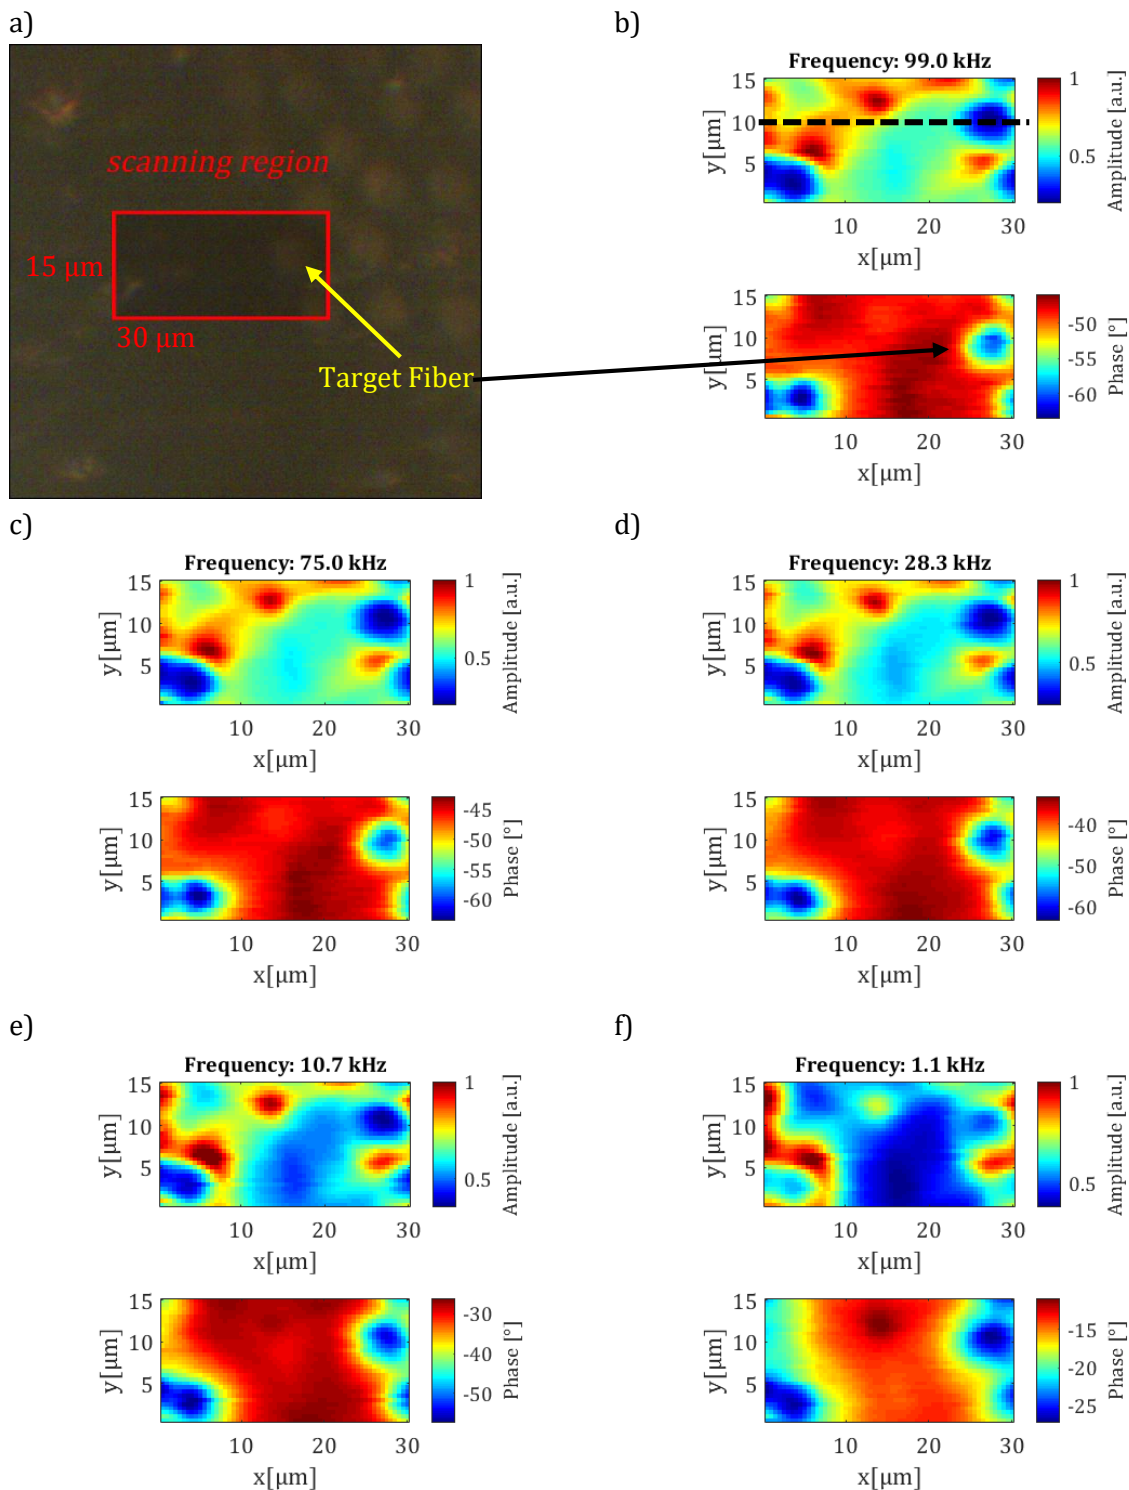 a)
scanning region
15 μm
30 μm
Target Fiber
b)
Frequency: 99.0 kHz
15
10
5
y[μm]
10 20 30
x[μm]
1
0.5
Amplitude [a.u.]
15
10
5
y[μm]
10 20 30
x[μm]
-50
-55
-60
Phase [°]
c)
Frequency: 75.0 kHz
15
10
5
y[μm]
10 20 30
x[μm]
1
0.5
Amplitude [a.u.]
15
10
5
y[μm]
10 20 30
x[μm]
-45
-50
-55
-60
Phase [°]
d)
Frequency: 28.3 kHz
15
10
5
y[μm]
10 20 30
x[μm]
1
0.5
Amplitude [a.u.]
15
10
5
y[μm]
10 20 30
x[μm]
-40
-50
-60
Phase [°]
e)
Frequency: 10.7 kHz
15
10
5
y[μm]
10 20 30
x[μm]
1
0.5
Amplitude [a.u.]
15
10
5
y[μm]
10 20 30
x[μm]
-30
-40
-50
Phase [°]
f)
Frequency: 1.1 kHz
15
10
5
y[μm]
10 20 30
x[μm]
1
0.5
Amplitude [a.u.]
15
10
5
y[μm]
10 20 30
x[μm]
-15
-20
-25
Phase [°]